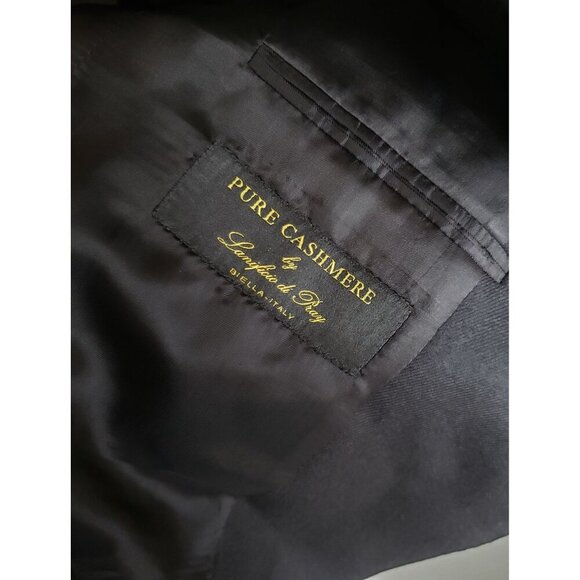 PURE CASHMERE
by
Lanificio di Pray
BIELLA-ITALY